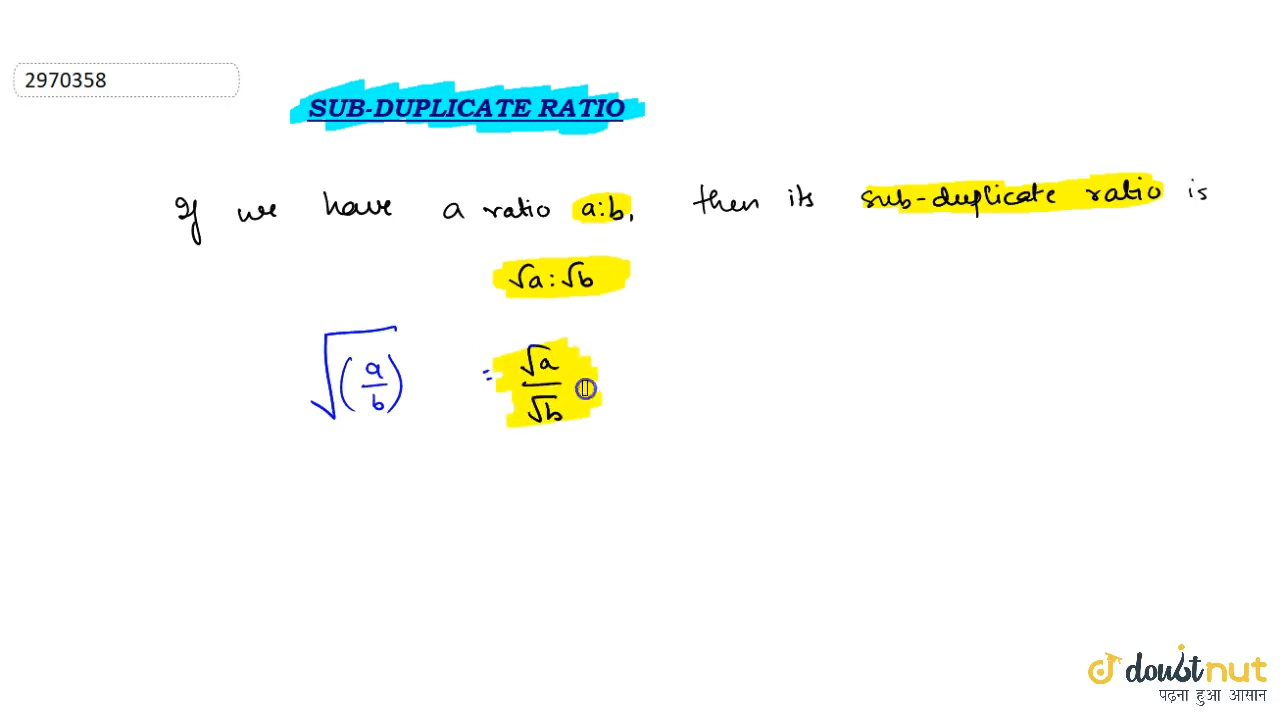 2970358
SUB-DUPLICATE RATIO
If we have a ratio a:b, then its sub-duplicate ratio is
√a:√b
√(a/b) = √a/√b
doubtnut
पढ़ना हुआ आसान